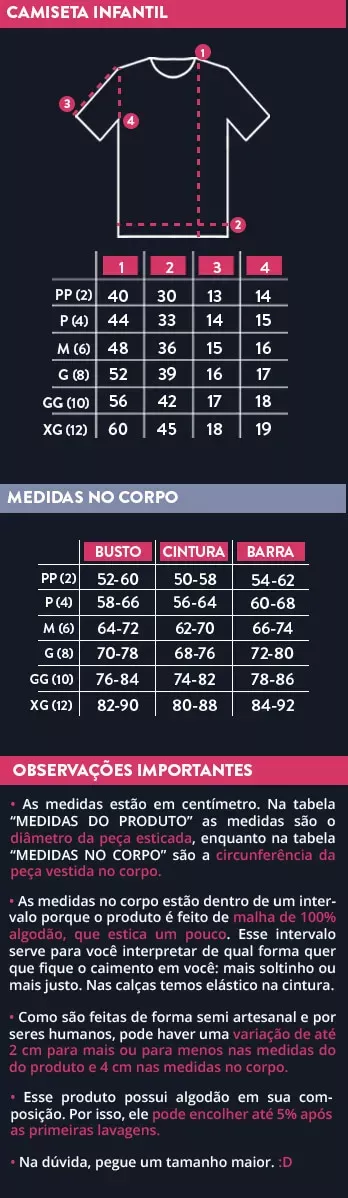 CAMISETA INFANTIL
1
3
4
2
1 2 3 4
PP (2) 40 30 13 14
P (4) 44 33 14 15
M (6) 48 36 15 16
G (8) 52 39 16 17
GG (10) 56 42 17 18
XG (12) 60 45 18 19
MEDIDAS NO CORPO
BUSTO CINTURA BARRA
PP (2) 52-60 50-58 54-62
P (4) 58-66 56-64 60-68
M (6) 64-72 62-70 66-74
G (8) 70-78 68-76 72-80
GG (10) 76-84 74-82 78-86
XG (12) 82-90 80-88 84-92
OBSERVAÇÕES IMPORTANTES
• As medidas estão em centímetro. Na tabela
“MEDIDAS DO PRODUTO” as medidas são o
diâmetro da peça esticada, enquanto na tabela
“MEDIDAS NO CORPO” são a circunferência da
peça vestida no corpo.
• As medidas no corpo estão dentro de um inter-
valo porque o produto é feito de malha de 100%
algodão, que estica um pouco. Esse intervalo
serve para você interpretar de qual forma quer
que fique o caimento em você: mais soltinho ou
mais justo. Nas calças temos elástico na cintura.
• Como são feitas de forma semi artesanal e por
seres humanos, pode haver uma variação de até
2 cm para mais ou para menos nas medidas do
do produto e 4 cm nas medidas no corpo.
• Esse produto possui algodão em sua com-
posição. Por isso, ele pode encolher até 5% após
as primeiras lavagens.
• Na dúvida, pegue um tamanho maior. :D